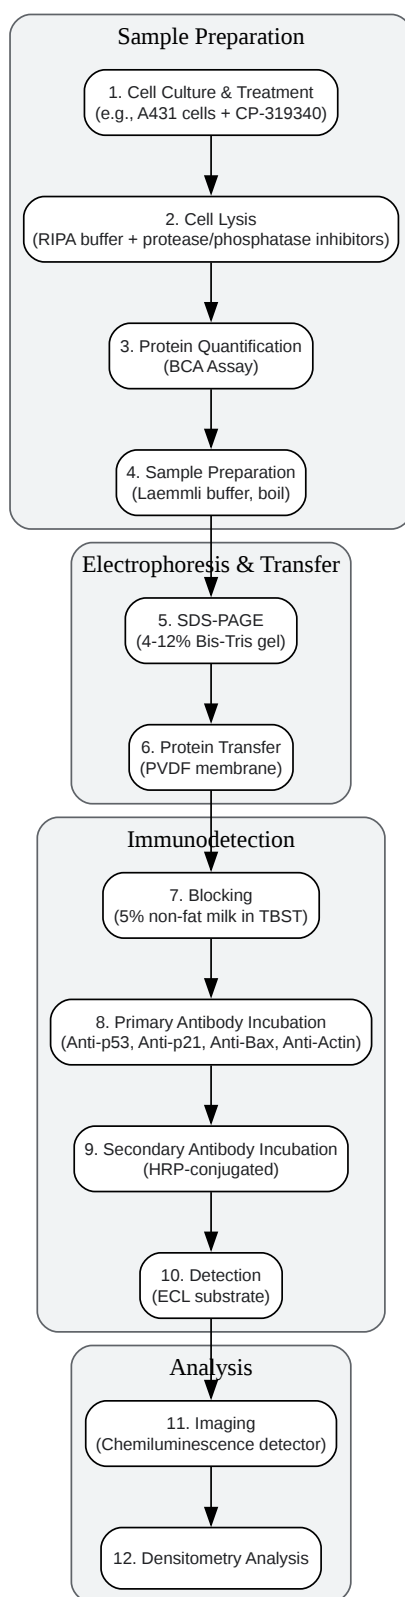 Sample Preparation
1. Cell Culture & Treatment
(e.g., A431 cells + CP-319340)
2. Cell Lysis
(RIPA buffer + protease/phosphatase inhibitors)
3. Protein Quantification
(BCA Assay)
4. Sample Preparation
(Laemmli buffer, boil)
Electrophoresis & Transfer
5. SDS-PAGE
(4-12% Bis-Tris gel)
6. Protein Transfer
(PVDF membrane)
Immunodetection
7. Blocking
(5% non-fat milk in TBST)
8. Primary Antibody Incubation
(Anti-p53, Anti-p21, Anti-Bax, Anti-Actin)
9. Secondary Antibody Incubation
(HRP-conjugated)
10. Detection
(ECL substrate)
Analysis
11. Imaging
(Chemiluminescence detector)
12. Densitometry Analysis